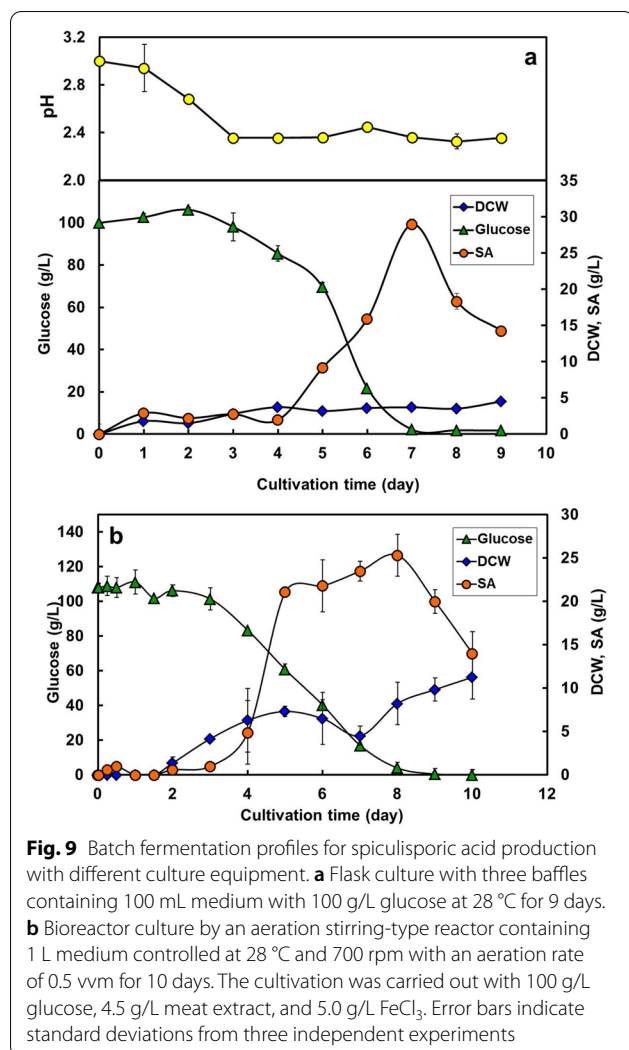 a
3.2
2.8
2.4
2.0
pH
DCW
Glucose
SA
100
80
60
40
20
0
Glucose (g/L)
35
30
25
20
15
10
5
0
DCW, SA (g/L)
0 1 2 3 4 5 6 7 8 9 10
Cultivation time (day)
b
Glucose
DCW
SA
140
120
100
80
60
40
20
0
Glucose (g/L)
30
25
20
15
10
5
0
DCW, SA (g/L)
0 2 4 6 8 10 12
Cultivation time (day)
Fig. 9 Batch fermentation profiles for spiculisporic acid production
with different culture equipment. a Flask culture with three baffles
containing 100 mL medium with 100 g/L glucose at 28 °C for 9 days.
b Bioreactor culture by an aeration stirring-type reactor containing
1 L medium controlled at 28 °C and 700 rpm with an aeration rate
of 0.5 vvm for 10 days. The cultivation was carried out with 100 g/L
glucose, 4.5 g/L meat extract, and 5.0 g/L FeCl₃. Error bars indicate
standard deviations from three independent experiments